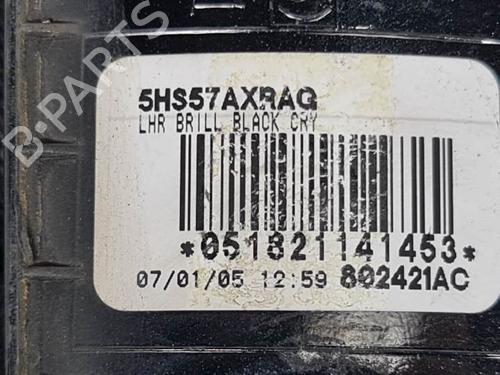 5HS57AXRAG
LHR BRILL BLACK CRY
*051821141453*
07/01/05 12:59 802421AC
B-PARTS